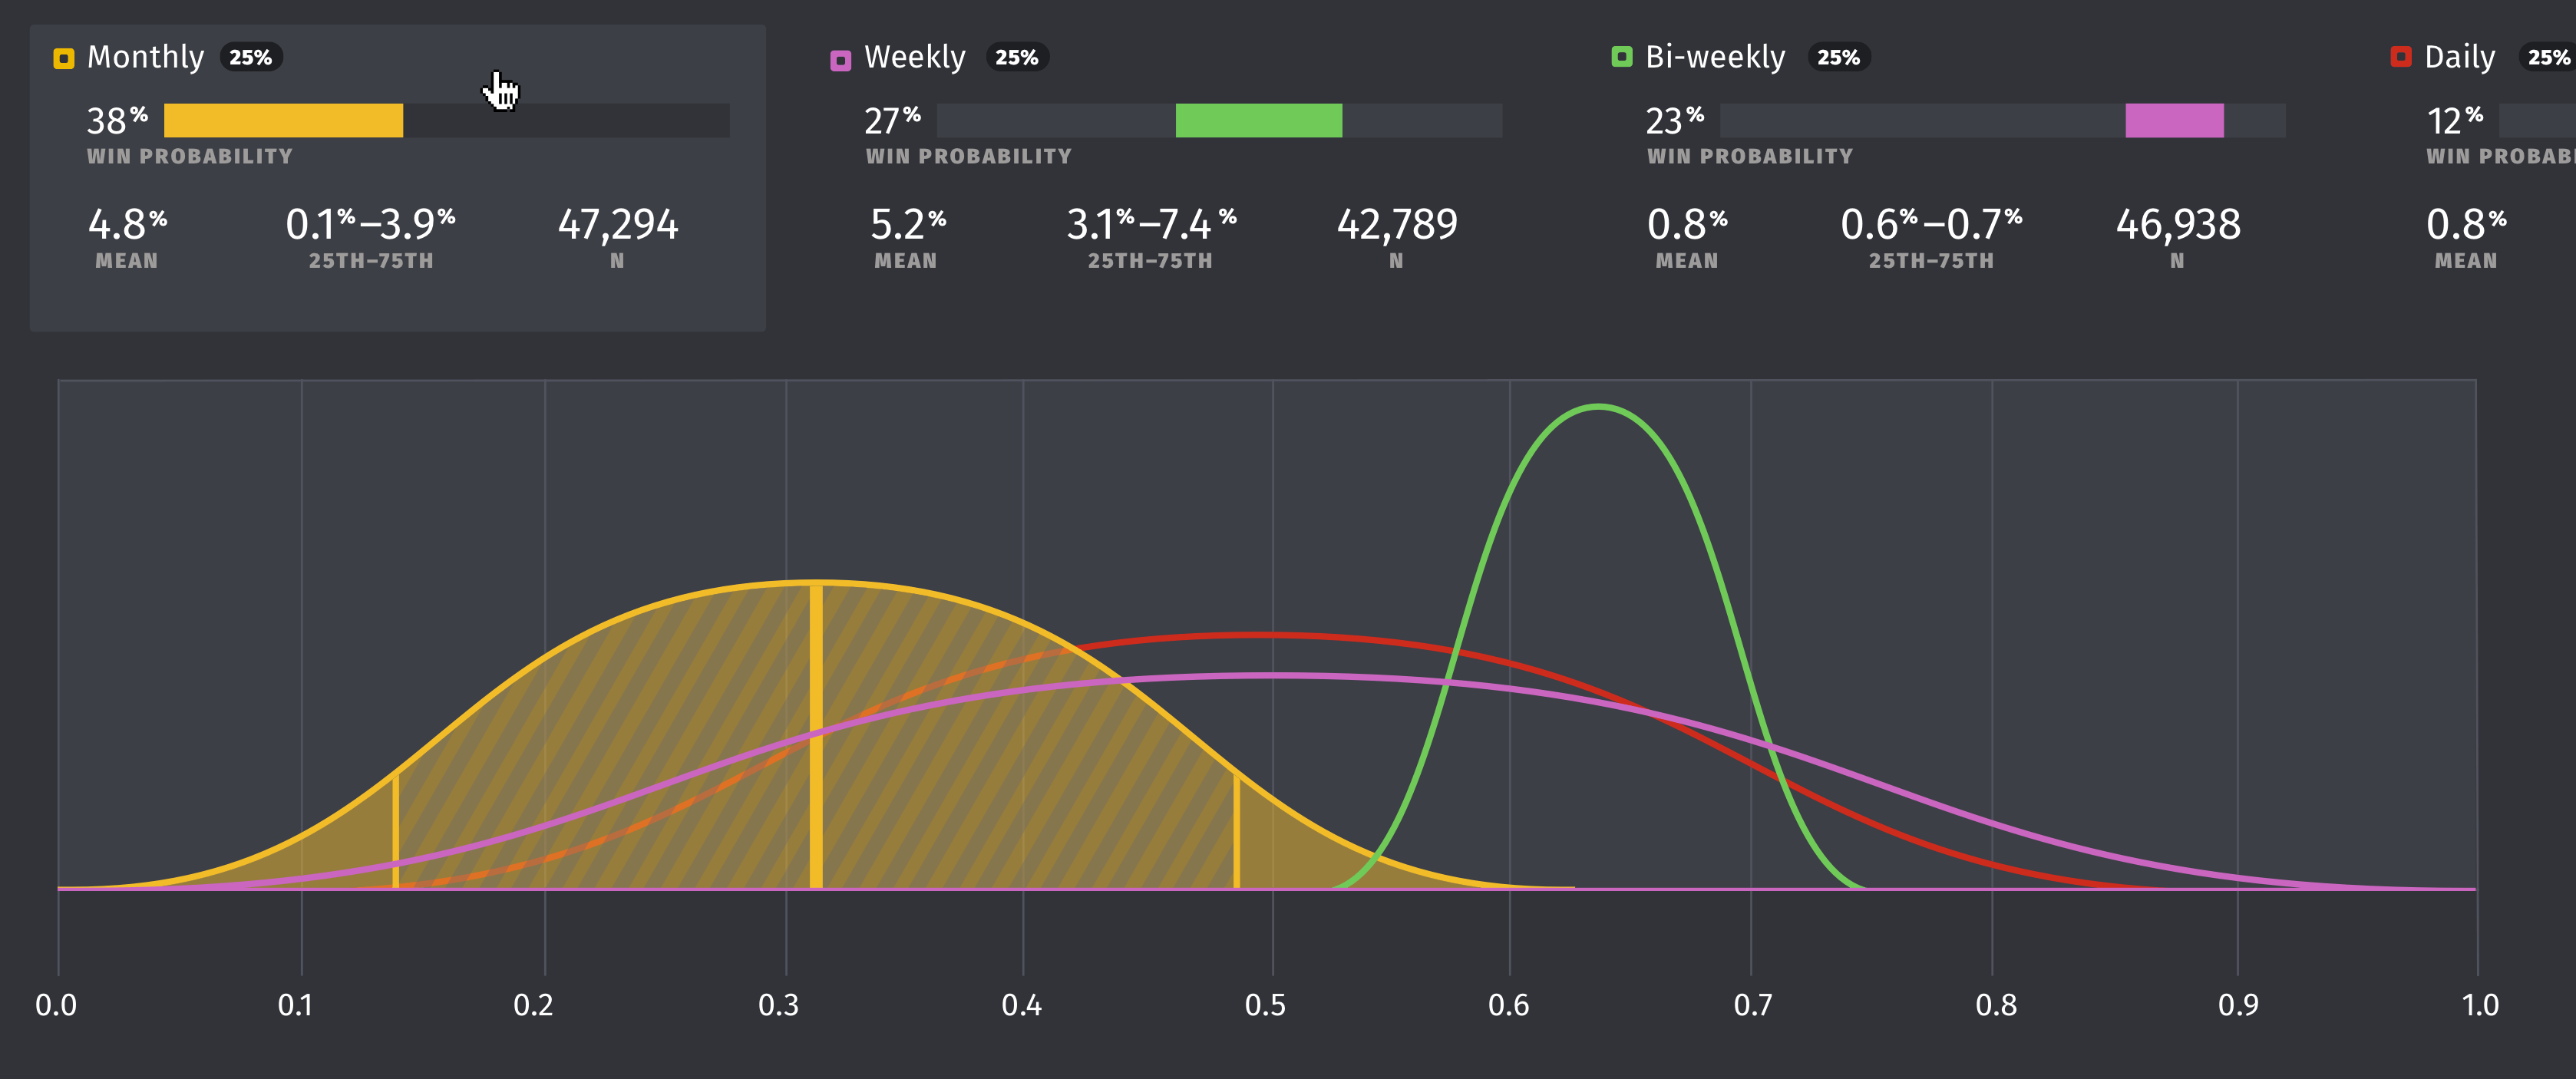 Monthly 25%
38%
WIN PROBABILITY
4.8% 0.1%–3.9% 47,294
MEAN 25TH–75TH N
Weekly 25%
27%
WIN PROBABILITY
5.2% 3.1%–7.4 % 42,789
MEAN 25TH–75TH N
Bi-weekly 25%
23%
WIN PROBABILITY
0.8% 0.6%–0.7% 46,938
MEAN 25TH–75TH N
Daily 25%
12%
WIN PROBAB
0.8%
MEAN
0.0 0.1 0.2 0.3 0.4 0.5 0.6 0.7 0.8 0.9 1.0